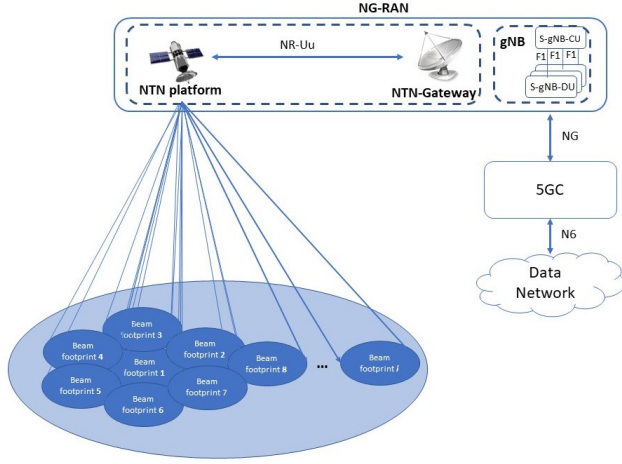 NG-RAN
NR-Uu
NTN platform
NTN-Gateway
gNB
S-gNB-CU
F1 F1 F1
S-gNB-DU
NG
5GC
N6
Data
Network
Beam
footprint 3
Beam
footprint 4
Beam
footprint 2
Beam
footprint 1
Beam
footprint 8
...
Beam
footprint i
Beam
footprint 5
Beam
footprint 7
Beam
footprint 6